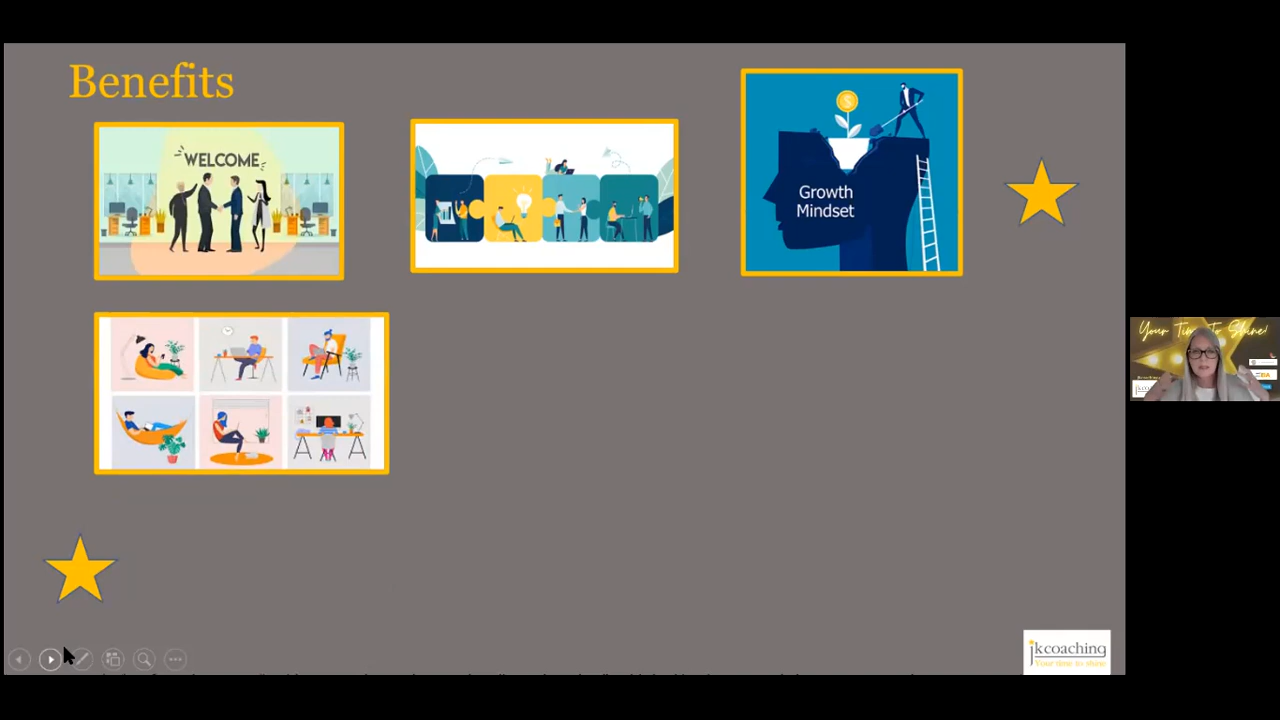 Benefits
WELCOME
Growth
Mindset
Your Time To Shine!
jkcoaching
Your time to shine